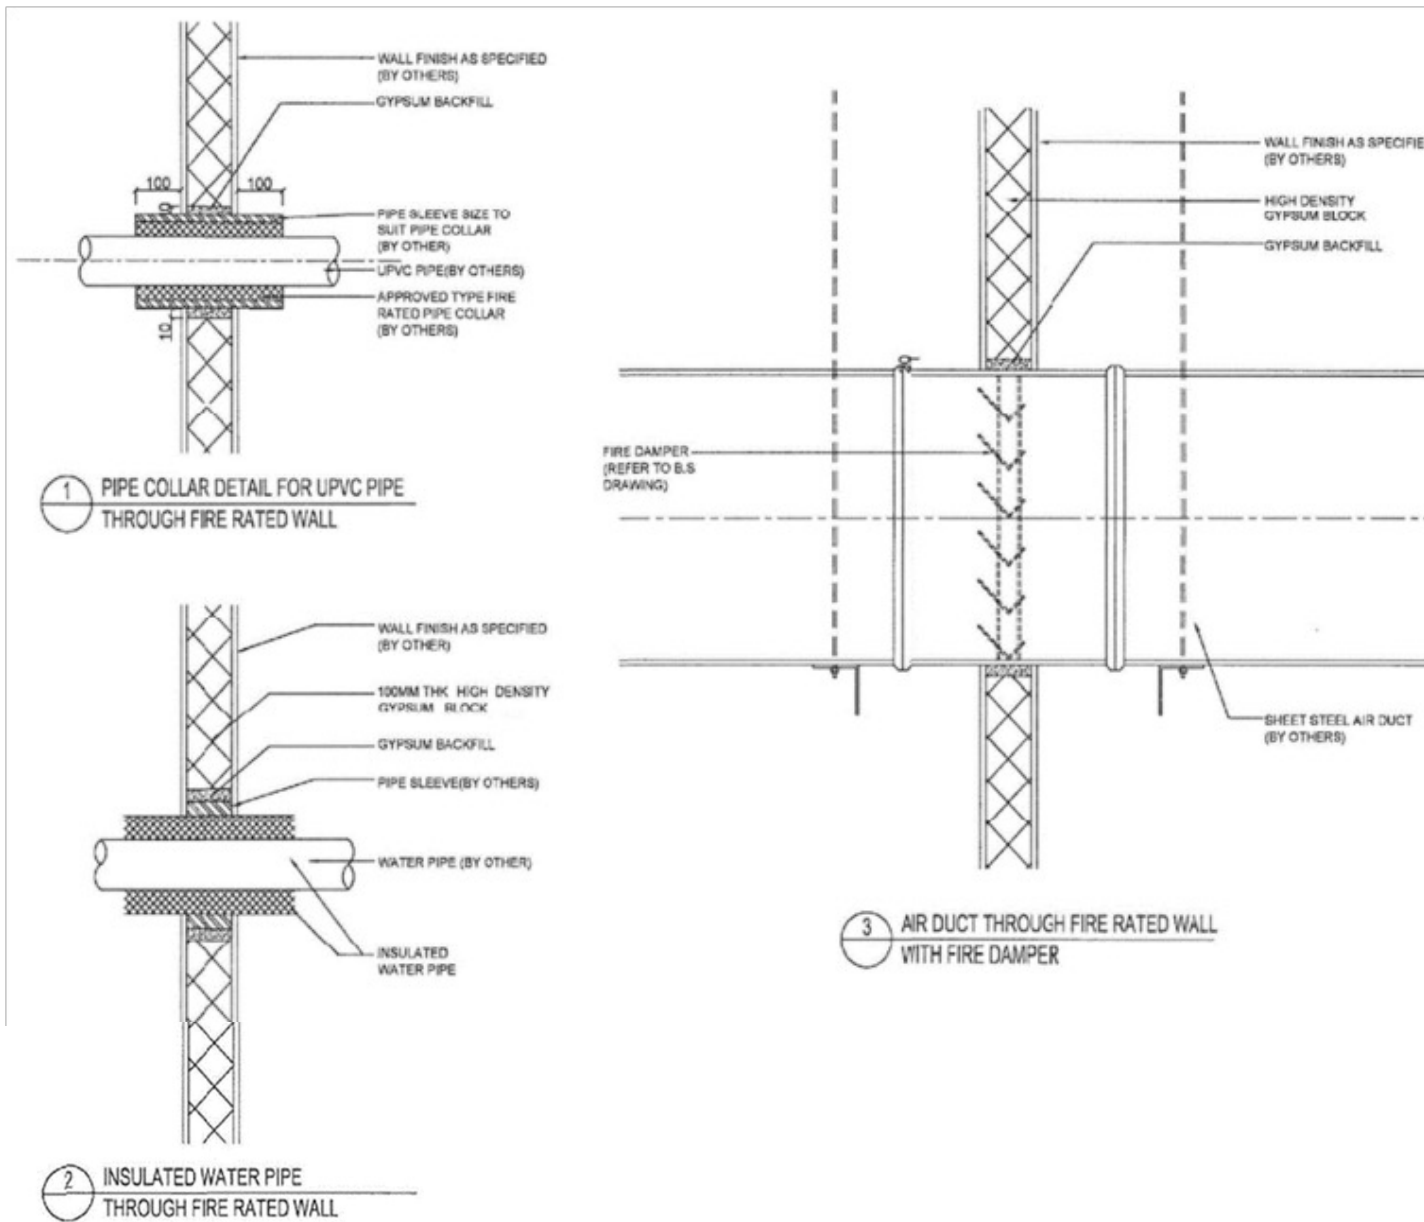 WALL FINISH AS SPECIFIED
(BY OTHERS)
GYPSUM BACKFILL
100
100
10
PIPE SLEEVE SIZE TO
SUIT PIPE COLLAR
(BY OTHER)
UPVC PIPE(BY OTHERS)
APPROVED TYPE FIRE
RATED PIPE COLLAR
(BY OTHERS)
10
1
PIPE COLLAR DETAIL FOR UPVC PIPE
THROUGH FIRE RATED WALL
WALL FINISH AS SPECIFIED
(BY OTHER)
100MM THK HIGH DENSITY
GYPSUM BLOCK
GYPSUM BACKFILL
PIPE SLEEVE(BY OTHERS)
WATER PIPE (BY OTHER)
INSULATED
WATER PIPE
2
INSULATED WATER PIPE
THROUGH FIRE RATED WALL
WALL FINISH AS SPECIFIE
(BY OTHERS)
HIGH DENSITY
GYPSUM BLOCK
GYPSUM BACKFILL
FIRE DAMPER
(REFER TO B.S
DRAWING)
SHEET STEEL AIR DUCT
(BY OTHERS)
3
AIR DUCT THROUGH FIRE RATED WALL
WITH FIRE DAMPER